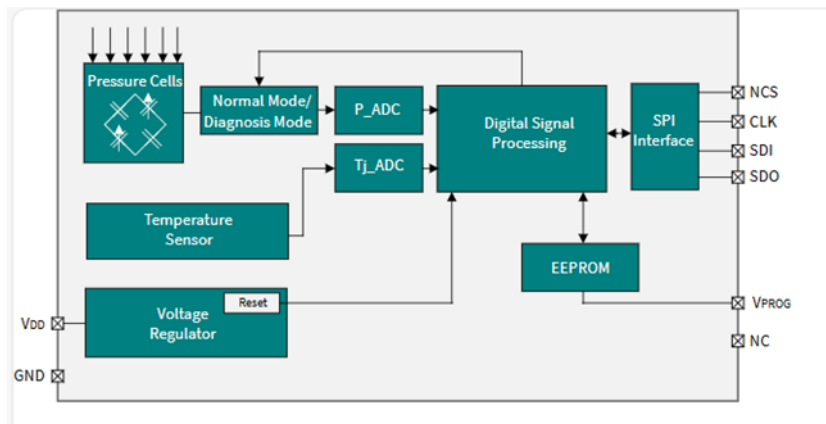 Pressure Cells
Normal Mode/
Diagnosis Mode
P_ADC
Digital Signal
Processing
SPI
Interface
NCS
CLK
SDI
SDO
Tj_ADC
Temperature
Sensor
EEPROM
Reset
Voltage
Regulator
VDD
GND
VPROG
NC